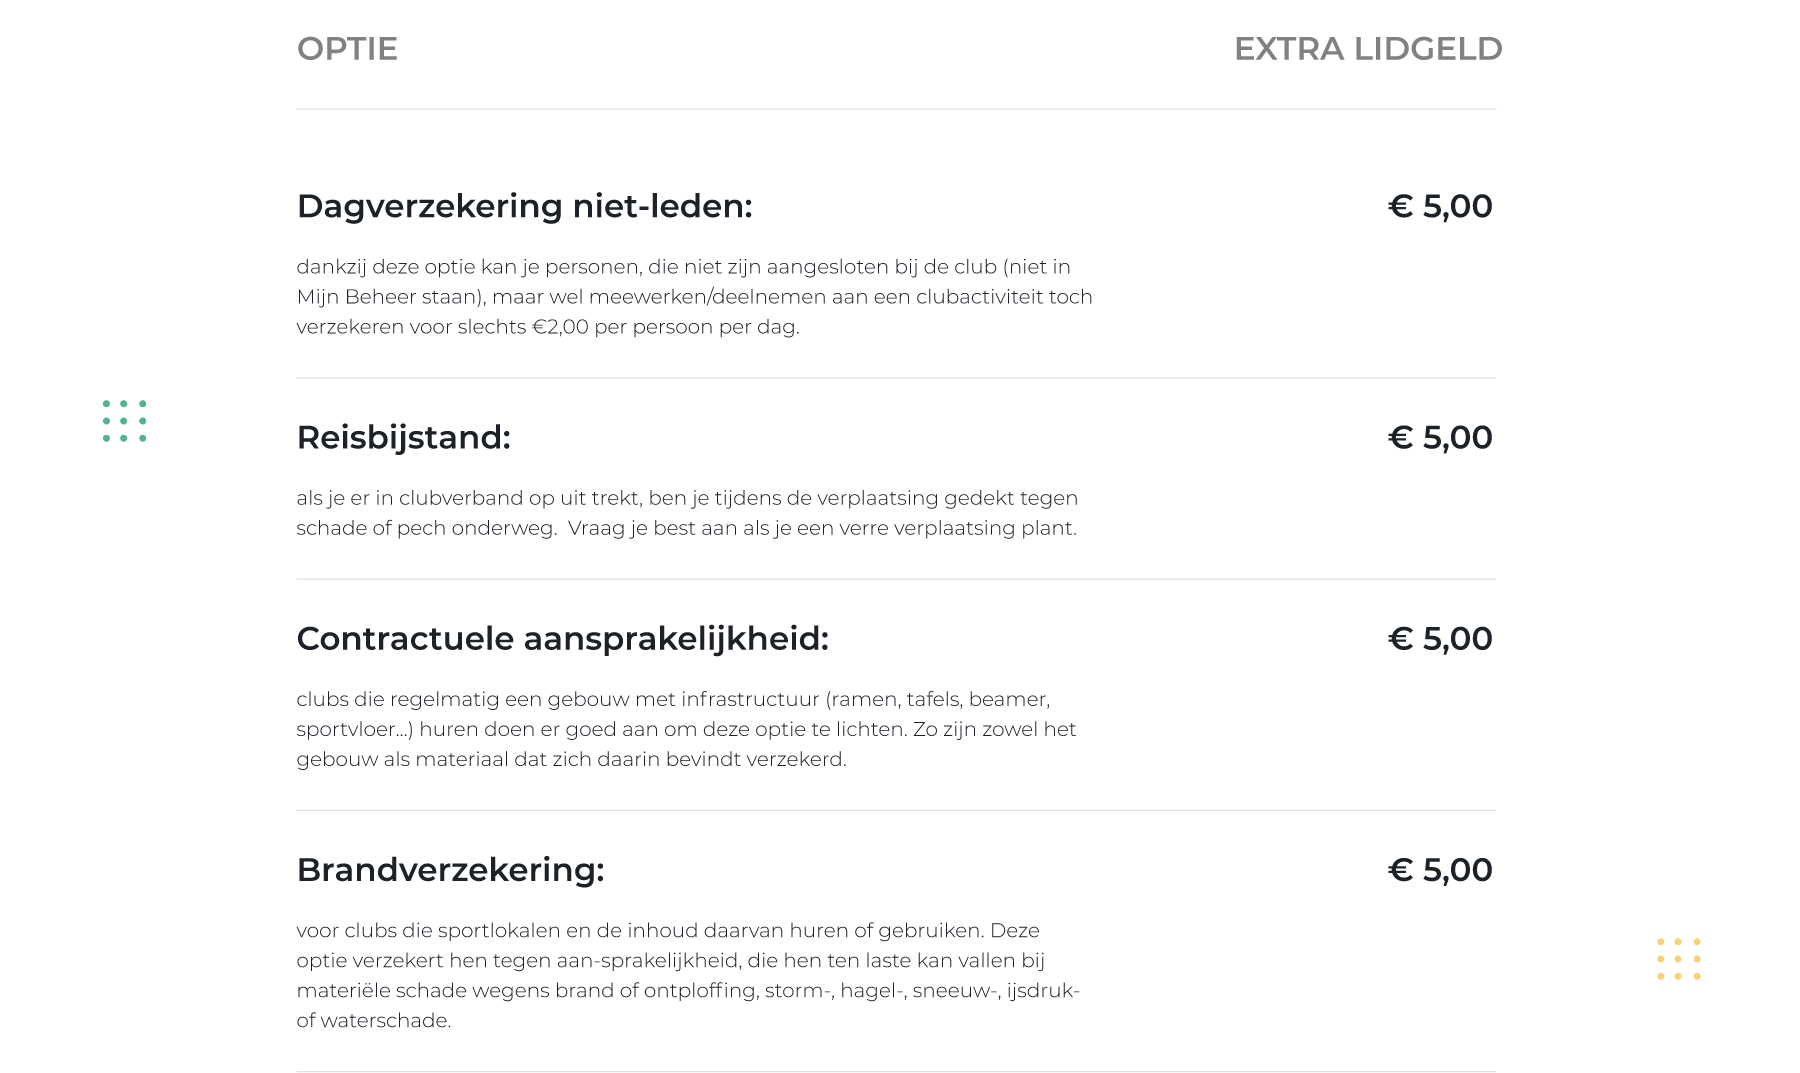 OPTIE EXTRA LIDGELD
Dagverzekering niet-leden: € 5,00
dankzij deze optie kan je personen, die niet zijn aangesloten bij de club (niet in
Mijn Beheer staan), maar wel meewerken/deelnemen aan een clubactiviteit toch
verzekeren voor slechts €2,00 per persoon per dag.
Reisbijstand: € 5,00
als je er in clubverband op uit trekt, ben je tijdens de verplaatsing gedekt tegen
schade of pech onderweg.  Vraag je best aan als je een verre verplaatsing plant.
Contractuele aansprakelijkheid: € 5,00
clubs die regelmatig een gebouw met infrastructuur (ramen, tafels, beamer,
sportvloer...) huren doen er goed aan om deze optie te lichten. Zo zijn zowel het
gebouw als materiaal dat zich daarin bevindt verzekerd.
Brandverzekering: € 5,00
voor clubs die sportlokalen en de inhoud daarvan huren of gebruiken. Deze
optie verzekert hen tegen aan-sprakelijkheid, die hen ten laste kan vallen bij
materiële schade wegens brand of ontploffing, storm-, hagel-, sneeuw-, ijsdruk-
of waterschade.